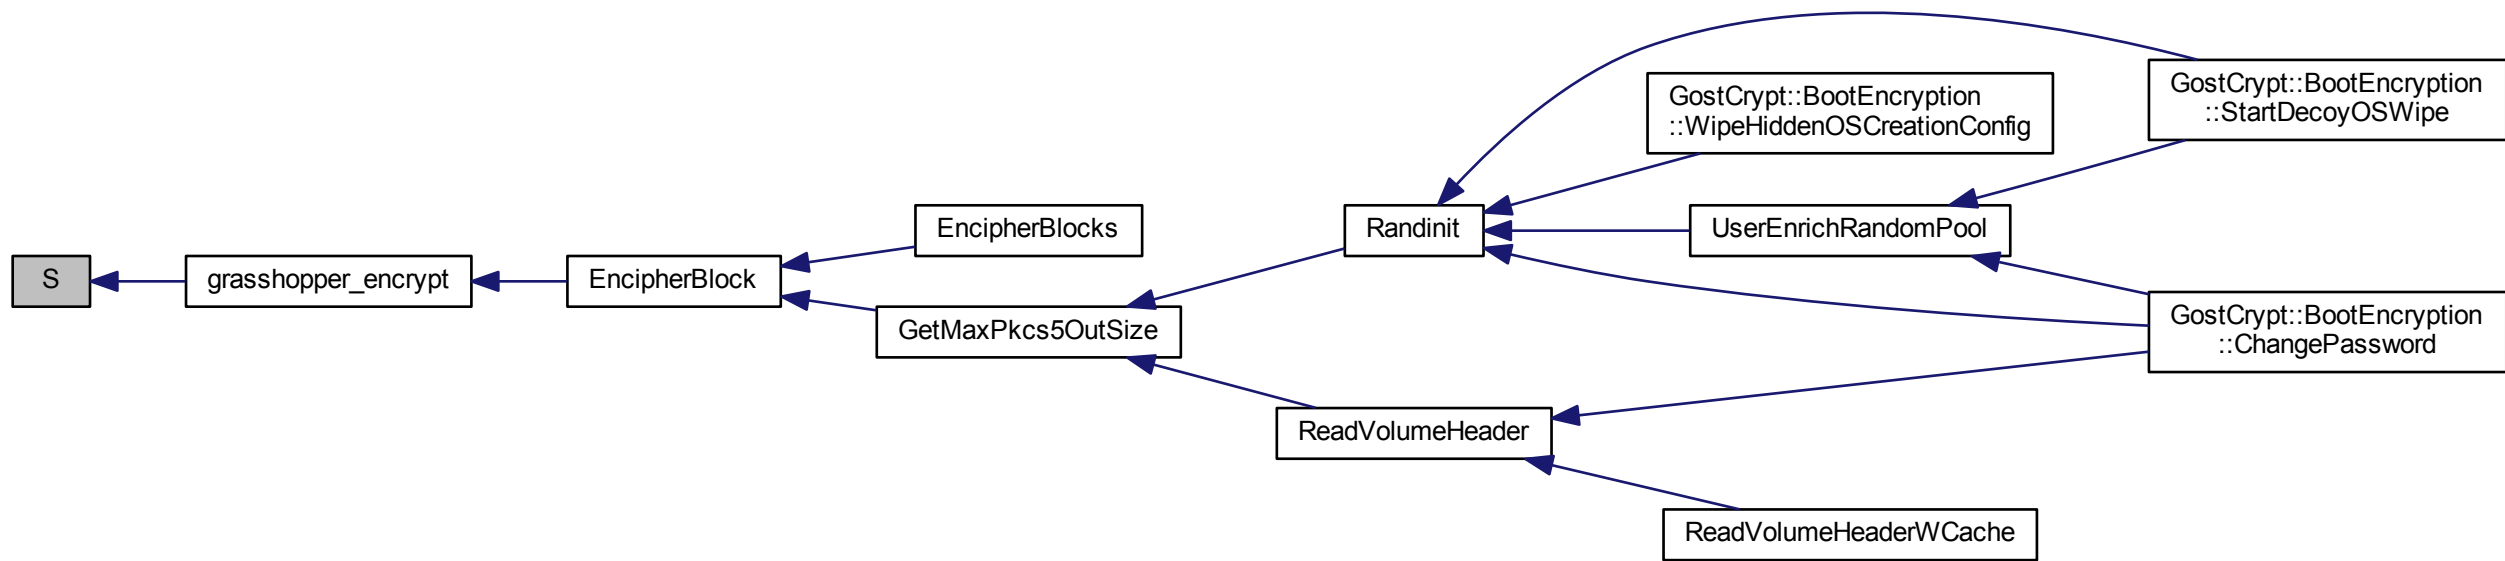 S
grasshopper_encrypt
EncipherBlock
EncipherBlocks
GetMaxPkcs5OutSize
Randinit
ReadVolumeHeader
GostCrypt::BootEncryption
::WipeHiddenOSCreationConfig
UserEnrichRandomPool
ReadVolumeHeaderWCache
GostCrypt::BootEncryption
::StartDecoyOSWipe
GostCrypt::BootEncryption
::ChangePassword